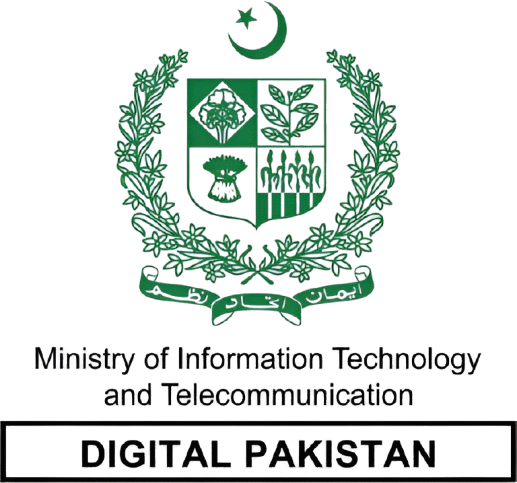 ایمان اتحاد نظم
Ministry of Information Technology
and Telecommunication
DIGITAL PAKISTAN